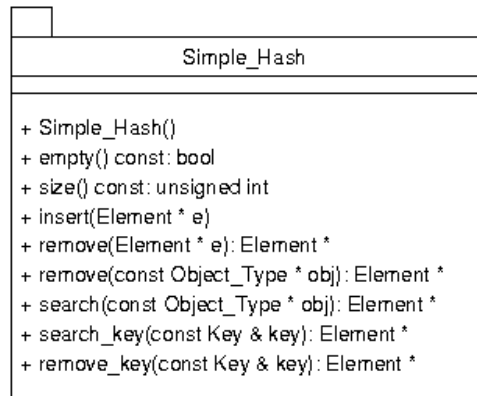 Simple_Hash
+ Simple_Hash()
+ empty() const: bool
+ size() const: unsigned int
+ insert(Element * e)
+ remove(Element * e): Element *
+ remove(const Object_Type * obj): Element *
+ search(const Object_Type * obj): Element *
+ search_key(const Key & key): Element *
+ remove_key(const Key & key): Element *